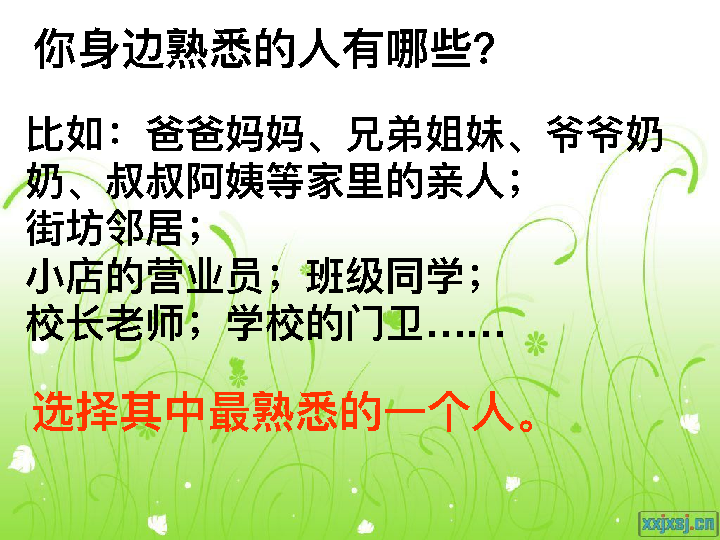 你身边熟悉的人有哪些?
比如：爸爸妈妈、兄弟姐妹、爷爷奶
奶、叔叔阿姨等家里的亲人；
街坊邻居；
小店的营业员；班级同学；
校长老师；学校的门卫……
选择其中最熟悉的一个人。
xxjxsj.cn